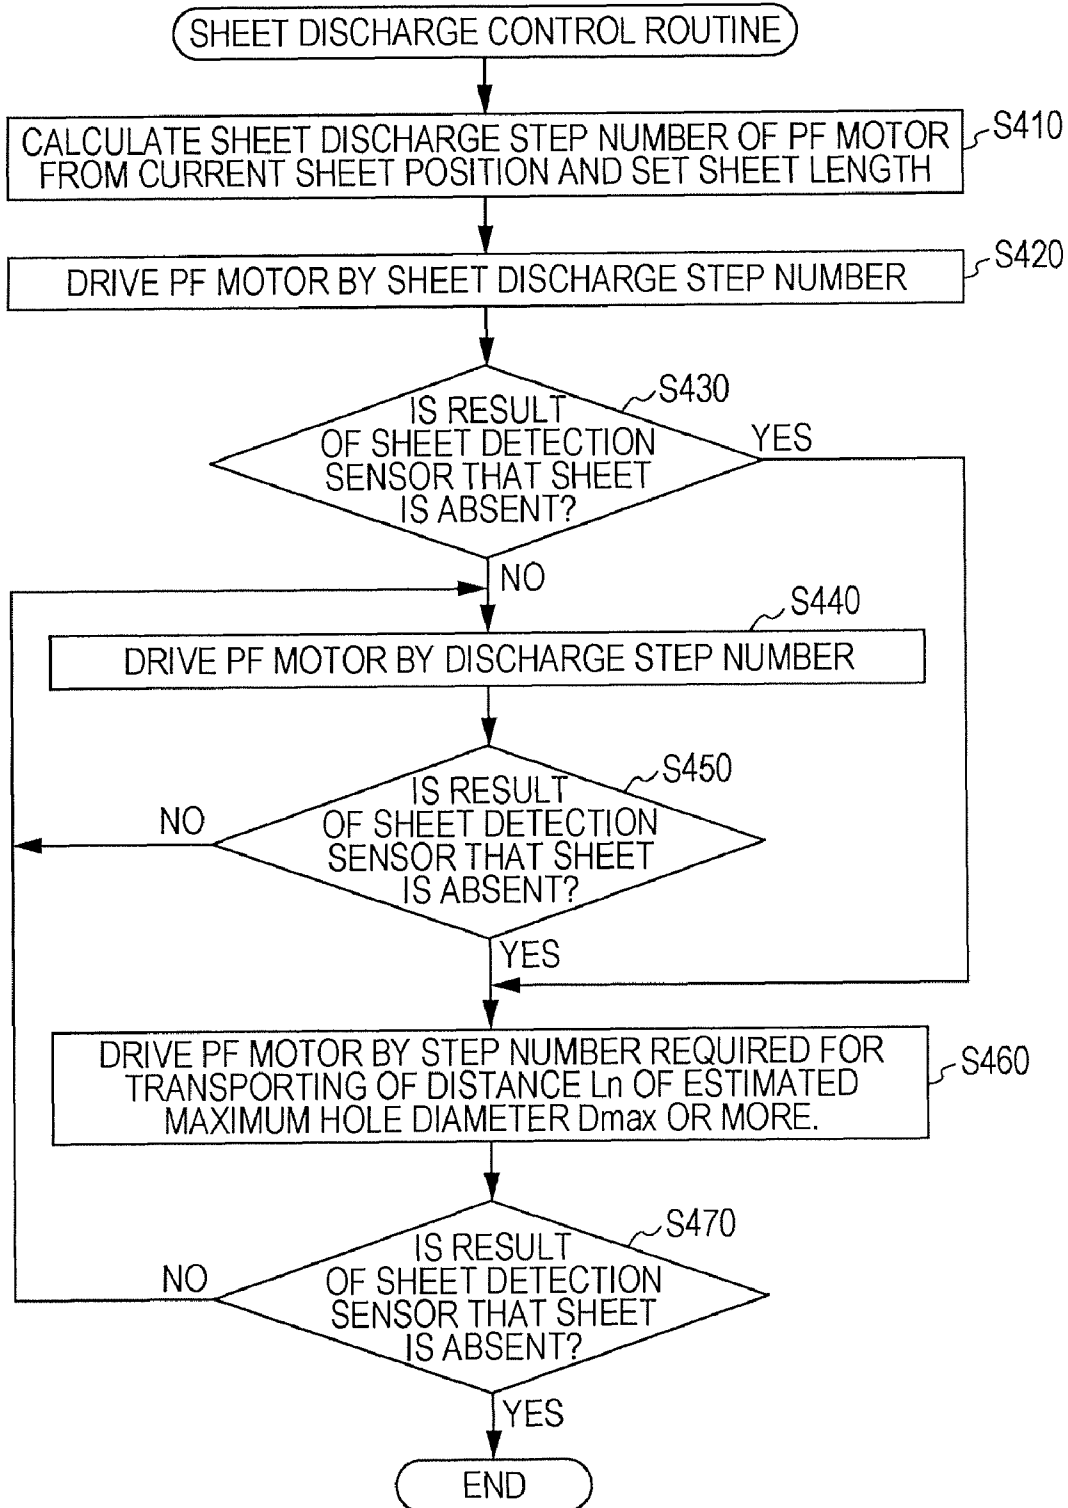 SHEET DISCHARGE CONTROL ROUTINE
CALCULATE SHEET DISCHARGE STEP NUMBER OF PF MOTOR
FROM CURRENT SHEET POSITION AND SET SHEET LENGTH
S410
DRIVE PF MOTOR BY SHEET DISCHARGE STEP NUMBER
S420
IS RESULT
OF SHEET DETECTION
SENSOR THAT SHEET
IS ABSENT?
S430
YES
NO
S440
DRIVE PF MOTOR BY DISCHARGE STEP NUMBER
S450
IS RESULT
OF SHEET DETECTION
SENSOR THAT SHEET
IS ABSENT?
NO
YES
DRIVE PF MOTOR BY STEP NUMBER REQUIRED FOR
TRANSPORTING OF DISTANCE Ln OF ESTIMATED
MAXIMUM HOLE DIAMETER Dmax OR MORE.
S460
S470
IS RESULT
OF SHEET DETECTION
SENSOR THAT SHEET
IS ABSENT?
NO
YES
END